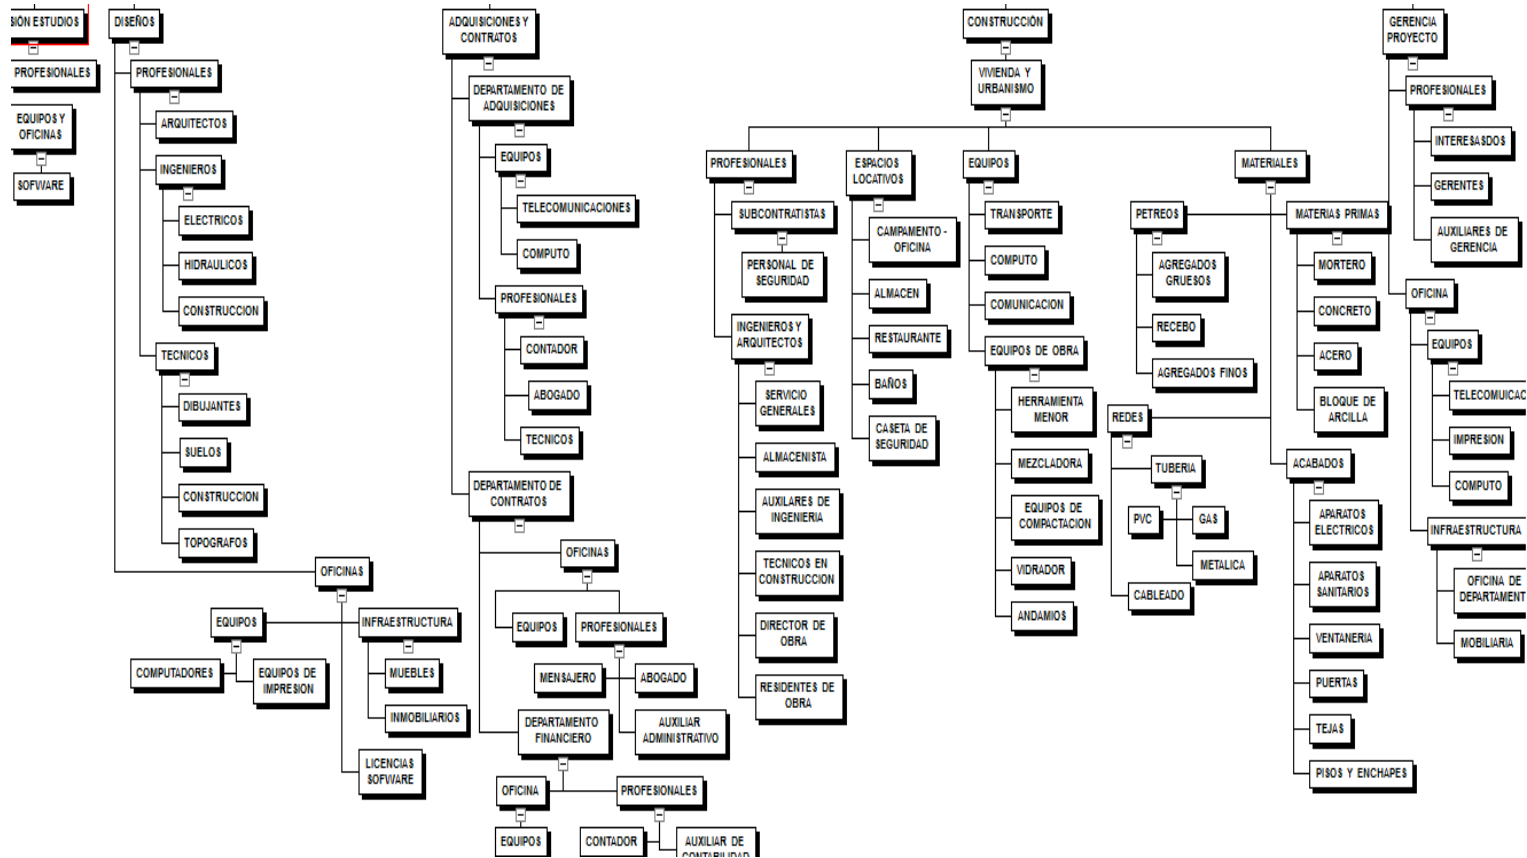 SIÓN ESTUDIOS
PROFESIONALES
EQUIPOS Y
OFICINAS
SOFWARE
DISEÑOS
PROFESIONALES
ARQUITECTOS
INGENIEROS
ELECTRICOS
HIDRAULICOS
CONSTRUCCION
TECNICOS
DIBUJANTES
SUELOS
CONSTRUCCION
TOPOGRAFOS
OFICINAS
EQUIPOS
COMPUTADORES
EQUIPOS DE
IMPRESION
INFRAESTRUCTURA
MUEBLES
INMOBILIARIOS
LICENCIAS
SOFWARE
ADQUISICIONES Y
CONTRATOS
DEPARTAMENTO DE
ADQUISICIONES
EQUIPOS
TELECOMUNICACIONES
COMPUTO
PROFESIONALES
CONTADOR
ABOGADO
TECNICOS
DEPARTAMENTO DE
CONTRATOS
OFICINAS
EQUIPOS
PROFESIONALES
MENSAJERO
ABOGADO
AUXILIAR
ADMINISTRATIVO
DEPARTAMENTO
FINANCIERO
OFICINA
EQUIPOS
PROFESIONALES
CONTADOR
AUXILIAR DE
CONTABILIDAD
CONSTRUCCIÓN
VIVIENDA Y
URBANISMO
PROFESIONALES
SUBCONTRATISTAS
PERSONAL DE
SEGURIDAD
INGENIEROS Y
ARQUITECTOS
SERVICIO
GENERALES
ALMACENISTA
AUXILARES DE
INGENIERIA
TECNICOS EN
CONSTRUCCION
DIRECTOR DE
OBRA
RESIDENTES DE
OBRA
ESPACIOS
LOCATIVOS
CAMPAMENTO -
OFICINA
ALMACEN
RESTAURANTE
BAÑOS
CASETA DE
SEGURIDAD
EQUIPOS
TRANSPORTE
COMPUTO
COMUNICACION
EQUIPOS DE OBRA
HERRAMIENTA
MENOR
MEZCLADORA
EQUIPOS DE
COMPACTACION
VIDRADOR
ANDAMIOS
MATERIALES
PETREOS
AGREGADOS
GRUESOS
RECEBO
AGREGADOS FINOS
MATERIAS PRIMAS
MORTERO
CONCRETO
ACERO
BLOQUE DE
ARCILLA
REDES
TUBERIA
PVC
GAS
METALICA
CABLEADO
ACABADOS
APARATOS
ELECTRICOS
APARATOS
SANITARIOS
VENTANERIA
PUERTAS
TEJAS
PISOS Y ENCHAPES
GERENCIA
PROYECTO
PROFESIONALES
INTERESASDOS
GERENTES
AUXILIARES DE
GERENCIA
OFICINA
EQUIPOS
TELECOMUICAC
IMPRESION
COMPUTO
INFRAESTRUCTURA
OFICINA DE
DEPARTAMENT
MOBILIARIA